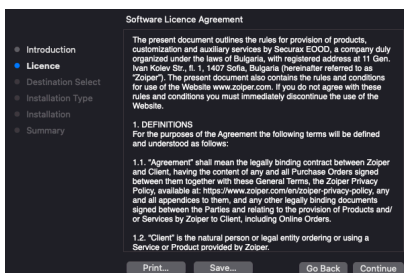 Software Licence Agreement
Introduction
Licence
Destination Select
Installation Type
Installation
Summary
The present document outlines the rules for provision of products,
customization and auxiliary services by Securax EOOD, a company duly
organized under the laws of Bulgaria, with registered address at 11 Gen.
Ivan Kolev Str., fl. 1, 1407 Sofia, Bulgaria (hereinafter referred to as
"Zoiper"). The present document also contains the rules and conditions
for use of the Website www.zoiper.com. If you do not agree with these
rules and conditions you must immediately discontinue the use of the
Website.
1. DEFINITIONS
For the purposes of the Agreement the following terms will be defined
and understood as follows:
1.1. "Agreement" shall mean the legally binding contract between Zoiper
and Client, having the content of any and all Purchase Orders signed
between them together with these General Terms, the Zoiper Privacy
Policy, available at: https://www.zoiper.com/en/zoiper-privacy-policy, any
and all appendices to them, and any other legally binding documents
signed between the Parties and relating to the provision of Products and/
or Services by Zoiper to Client, including Online Orders.
1.2. "Client" is the natural person or legal entity ordering or using a
Service or Product provided by Zoiper.
Print...
Save...
Go Back
Continue